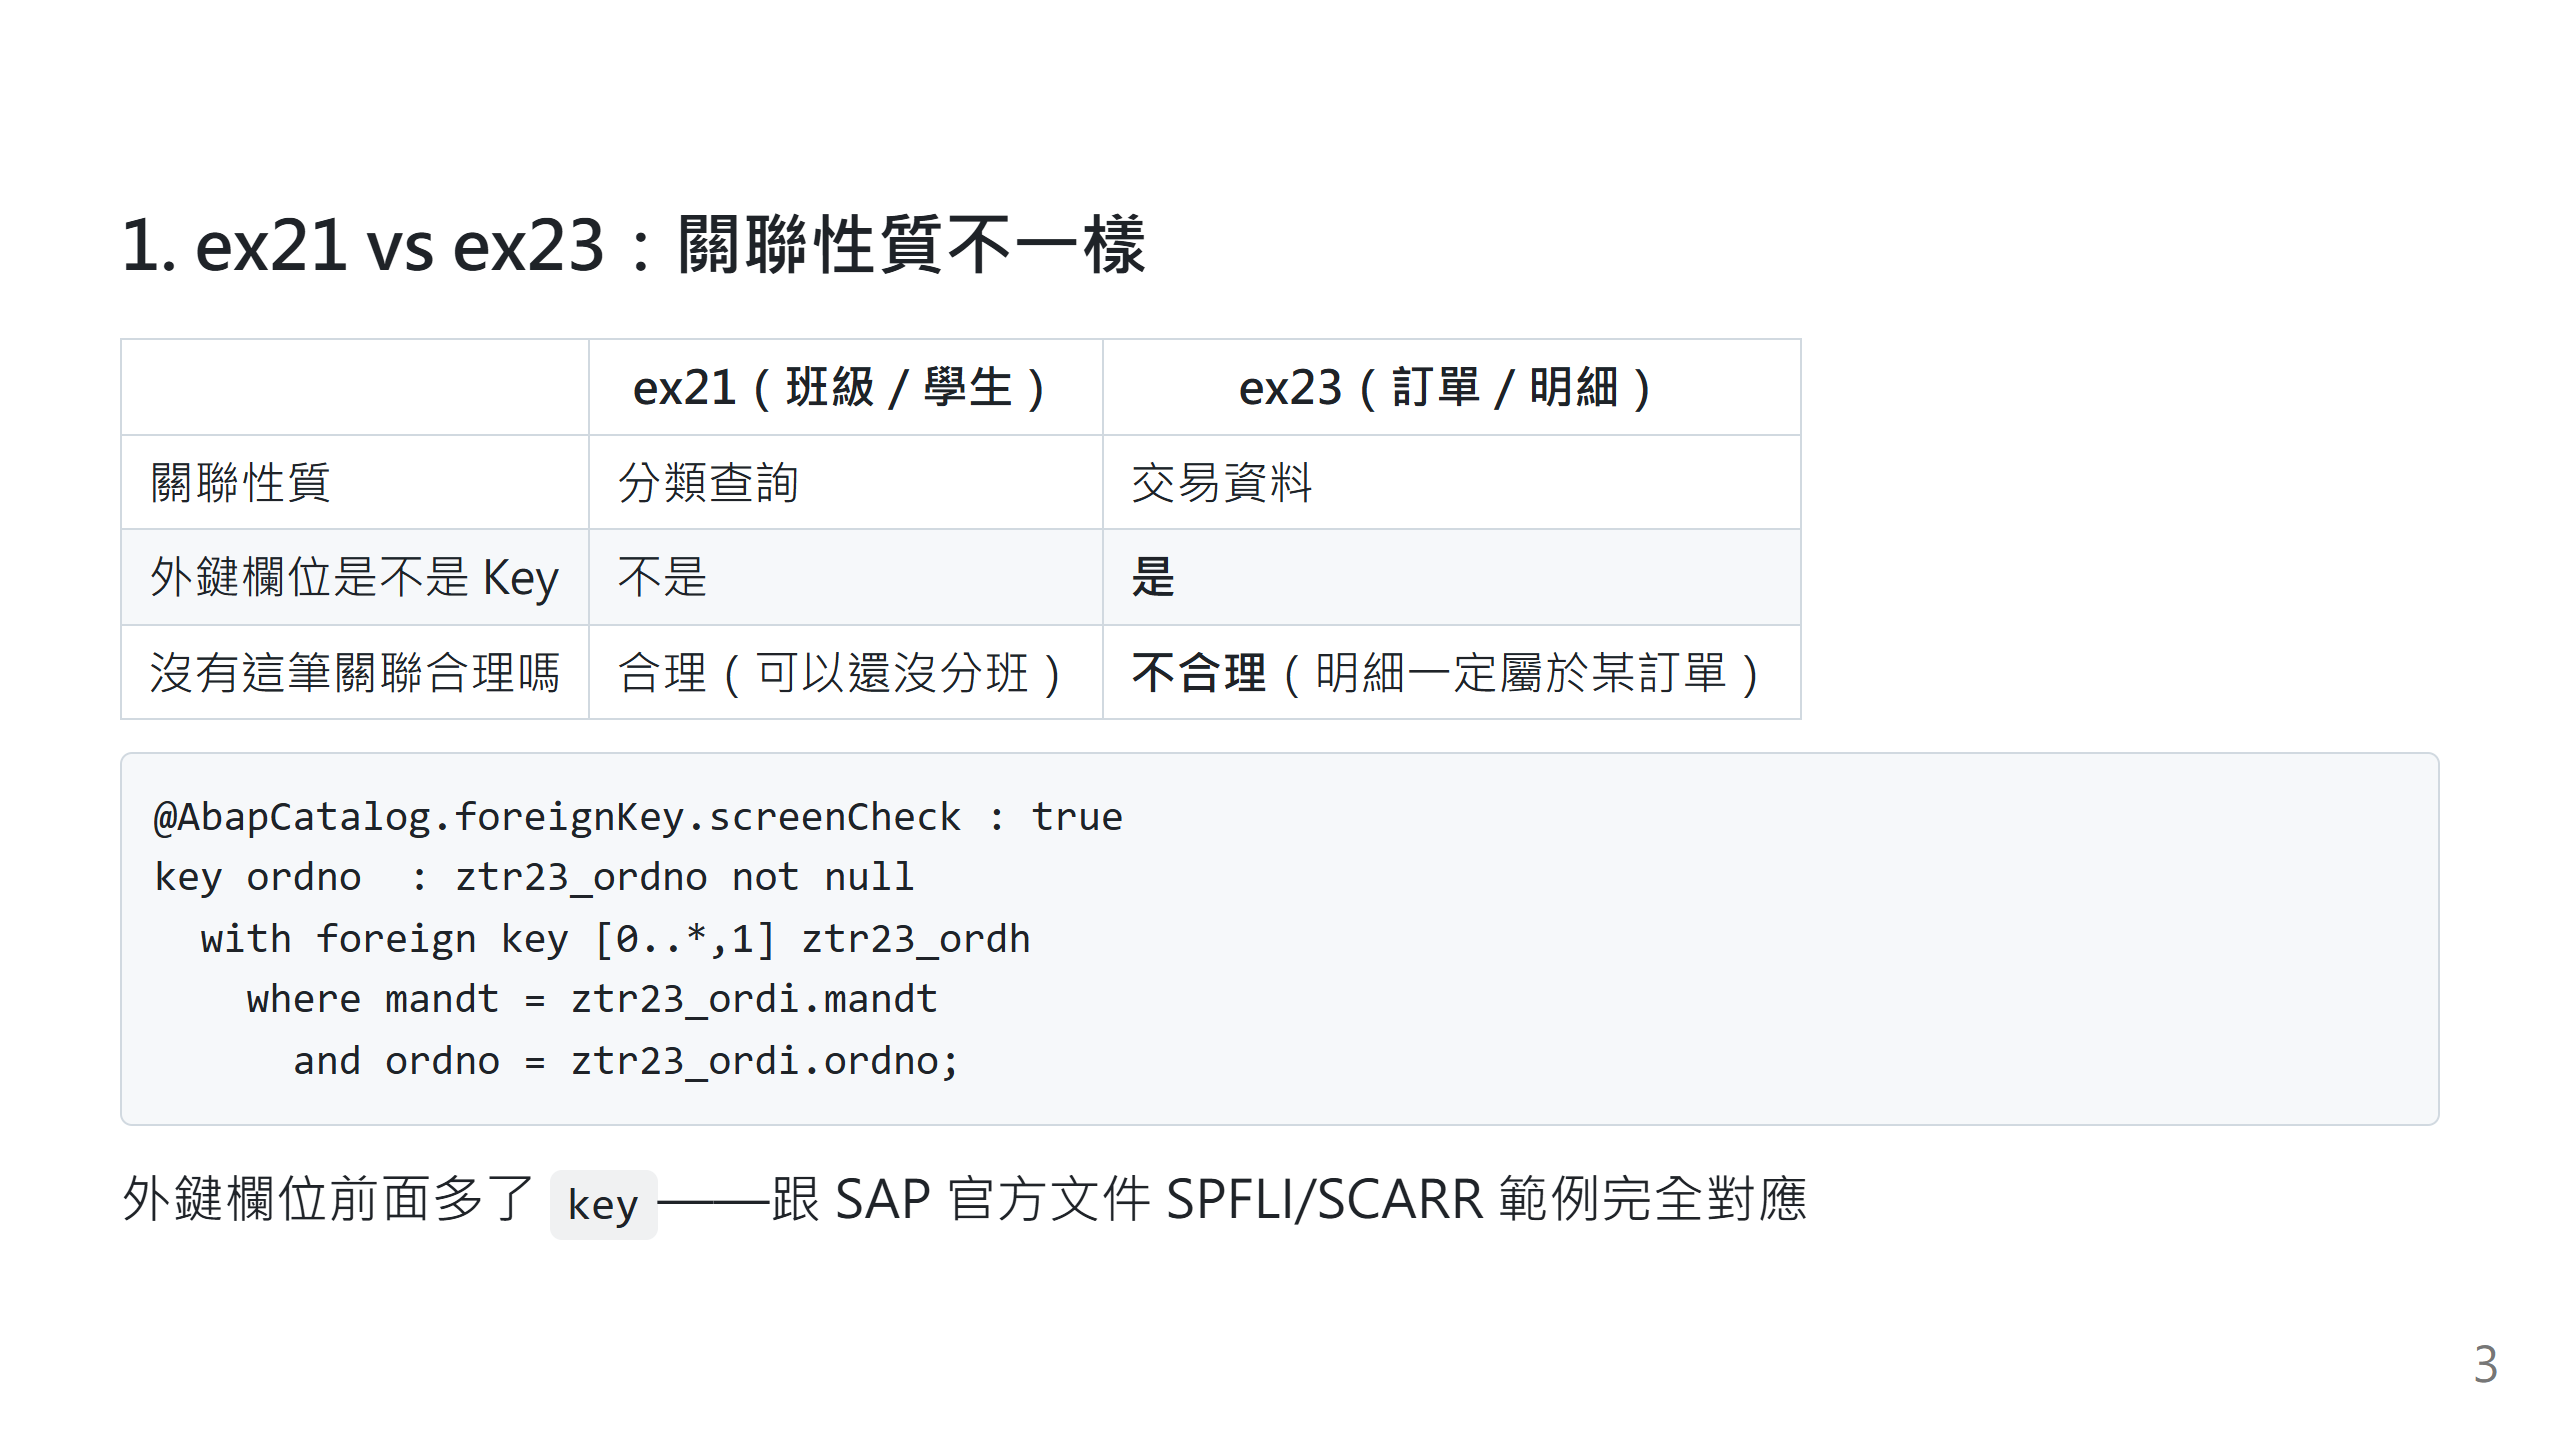 1. ex21 vs ex23：關聯性質不一樣
ex21（班級 / 學生） ex23（訂單 / 明細）
關聯性質 分類查詢 交易資料
外鍵欄位是不是 Key 不是 是
沒有這筆關聯合理嗎 合理（可以還沒分班） 不合理（明細一定屬於某訂單）
@AbapCatalog.foreignKey.screenCheck : true
key ordno  : ztr23_ordno not null
  with foreign key [0..*,1] ztr23_ordh
    where mandt = ztr23_ordi.mandt
      and ordno = ztr23_ordi.ordno;
外鍵欄位前面多了 key ——跟 SAP 官方文件 SPFLI/SCARR 範例完全對應
3